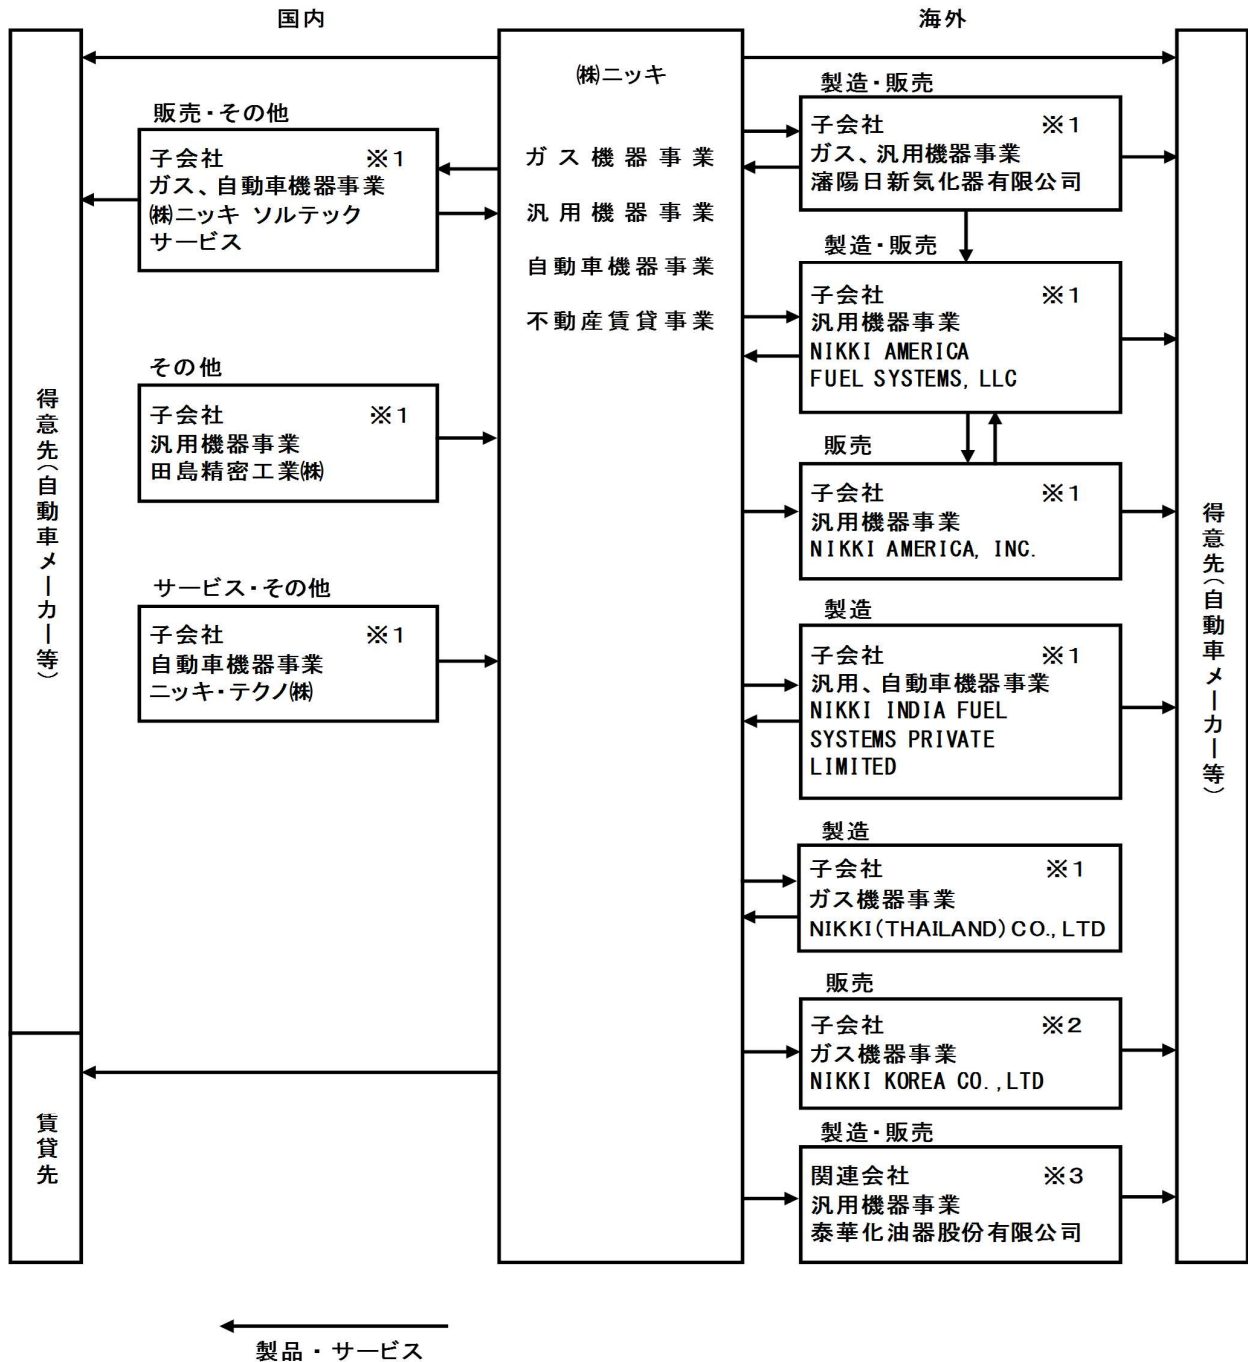 国内
海外
得意先(自動車メーカー等)
賃貸先
販売・その他
子会社 ※1
ガス、自動車機器事業
㈱ニッキ ソルテック
サービス
その他
子会社 ※1
汎用機器事業
田島精密工業㈱
サービス・その他
子会社 ※1
自動車機器事業
ニッキ・テクノ㈱
㈱ニッキ
ガス機器事業
汎用機器事業
自動車機器事業
不動産賃貸事業
製造・販売
子会社 ※1
ガス、汎用機器事業
瀋陽日新気化器有限公司
製造・販売
子会社 ※1
汎用機器事業
NIKKI AMERICA
FUEL SYSTEMS, LLC
販売
子会社 ※1
汎用機器事業
NIKKI AMERICA, INC.
製造
子会社 ※1
汎用、自動車機器事業
NIKKI INDIA FUEL
SYSTEMS PRIVATE
LIMITED
製造
子会社 ※1
ガス機器事業
NIKKI(THAILAND)CO.,LTD
販売
子会社 ※2
ガス機器事業
NIKKI KOREA CO.,LTD
製造・販売
関連会社 ※3
汎用機器事業
泰華化油器股份有限公司
得意先(自動車メーカー等)
製品・サービス